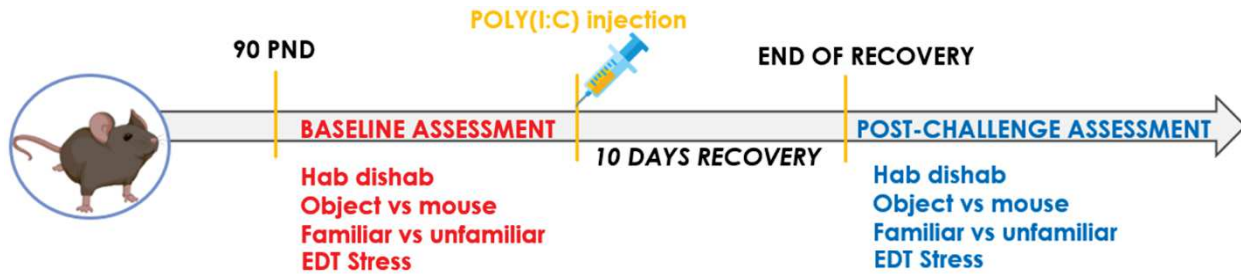 POLY(I:C) injection
90 PND
END OF RECOVERY
BASELINE ASSESSMENT
POST-CHALLENGE ASSESSMENT
10 DAYS RECOVERY
Hab dishab
Object vs mouse
Familiar vs unfamiliar
EDT Stress
Hab dishab
Object vs mouse
Familiar vs unfamiliar
EDT Stress